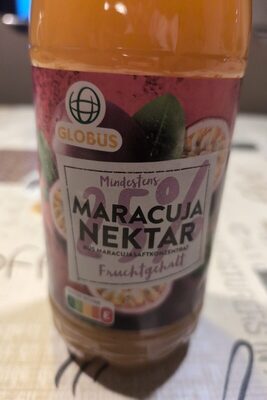 GLOBUS
Mindestens
25%
MARACUJA
NEKTAR
AUS MARACUJASAFTKONZENTRAT
Fruchtgehalt